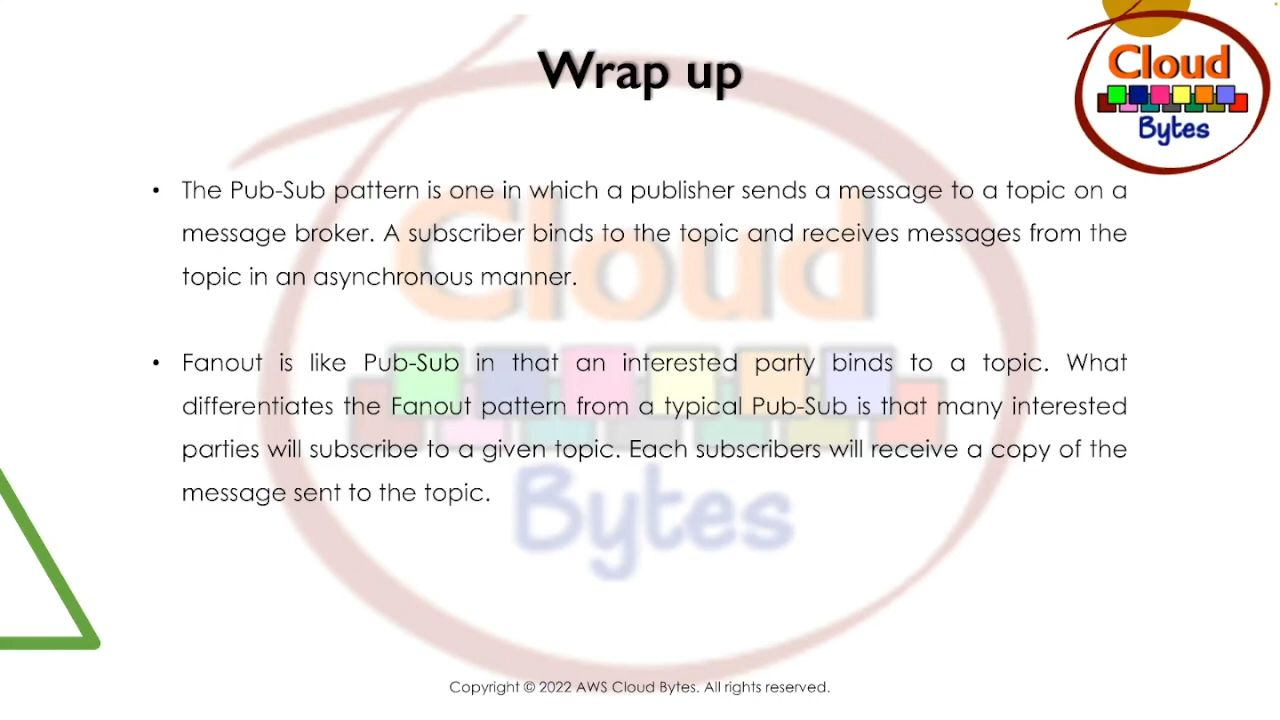 Wrap up
Cloud
Bytes
• The Pub-Sub pattern is one in which a publisher sends a message to a topic on a
message broker. A subscriber binds to the topic and receives messages from the
topic in an asynchronous manner.
• Fanout is like Pub-Sub in that an interested party binds to a topic. What
differentiates the Fanout pattern from a typical Pub-Sub is that many interested
parties will subscribe to a given topic. Each subscribers will receive a copy of the
message sent to the topic.
Cloud
Bytes
Copyright © 2022 AWS Cloud Bytes. All rights reserved.